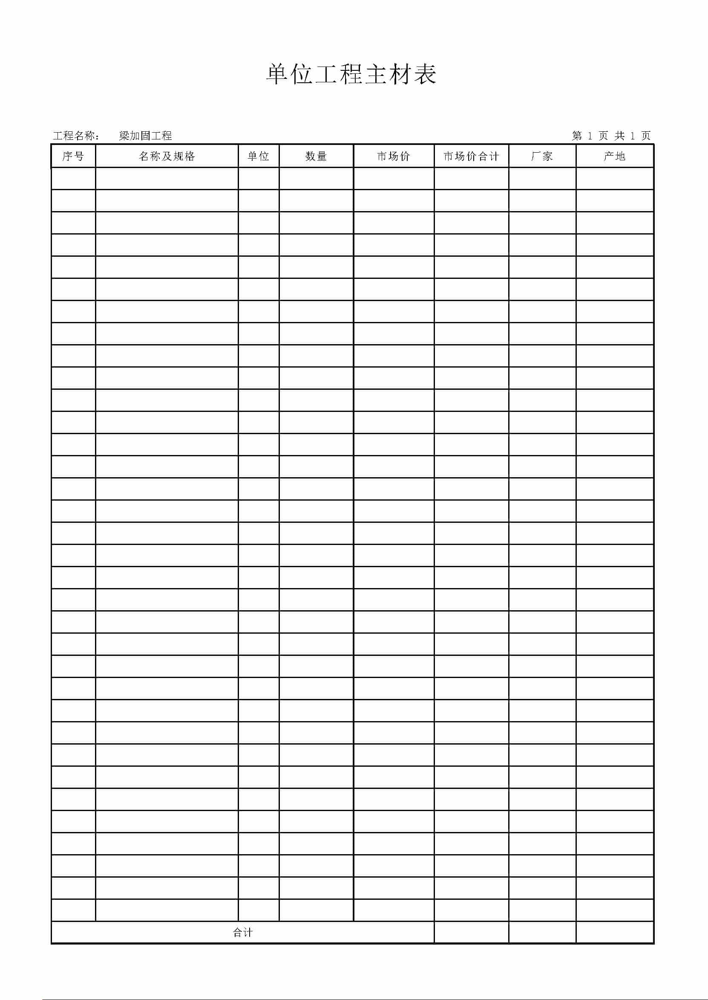 单位工程主材表
工程名称： 梁加固工程 第 1 页 共 1 页
序号 名称及规格 单位 数量 市场价 市场价合计 厂家 产地
合计